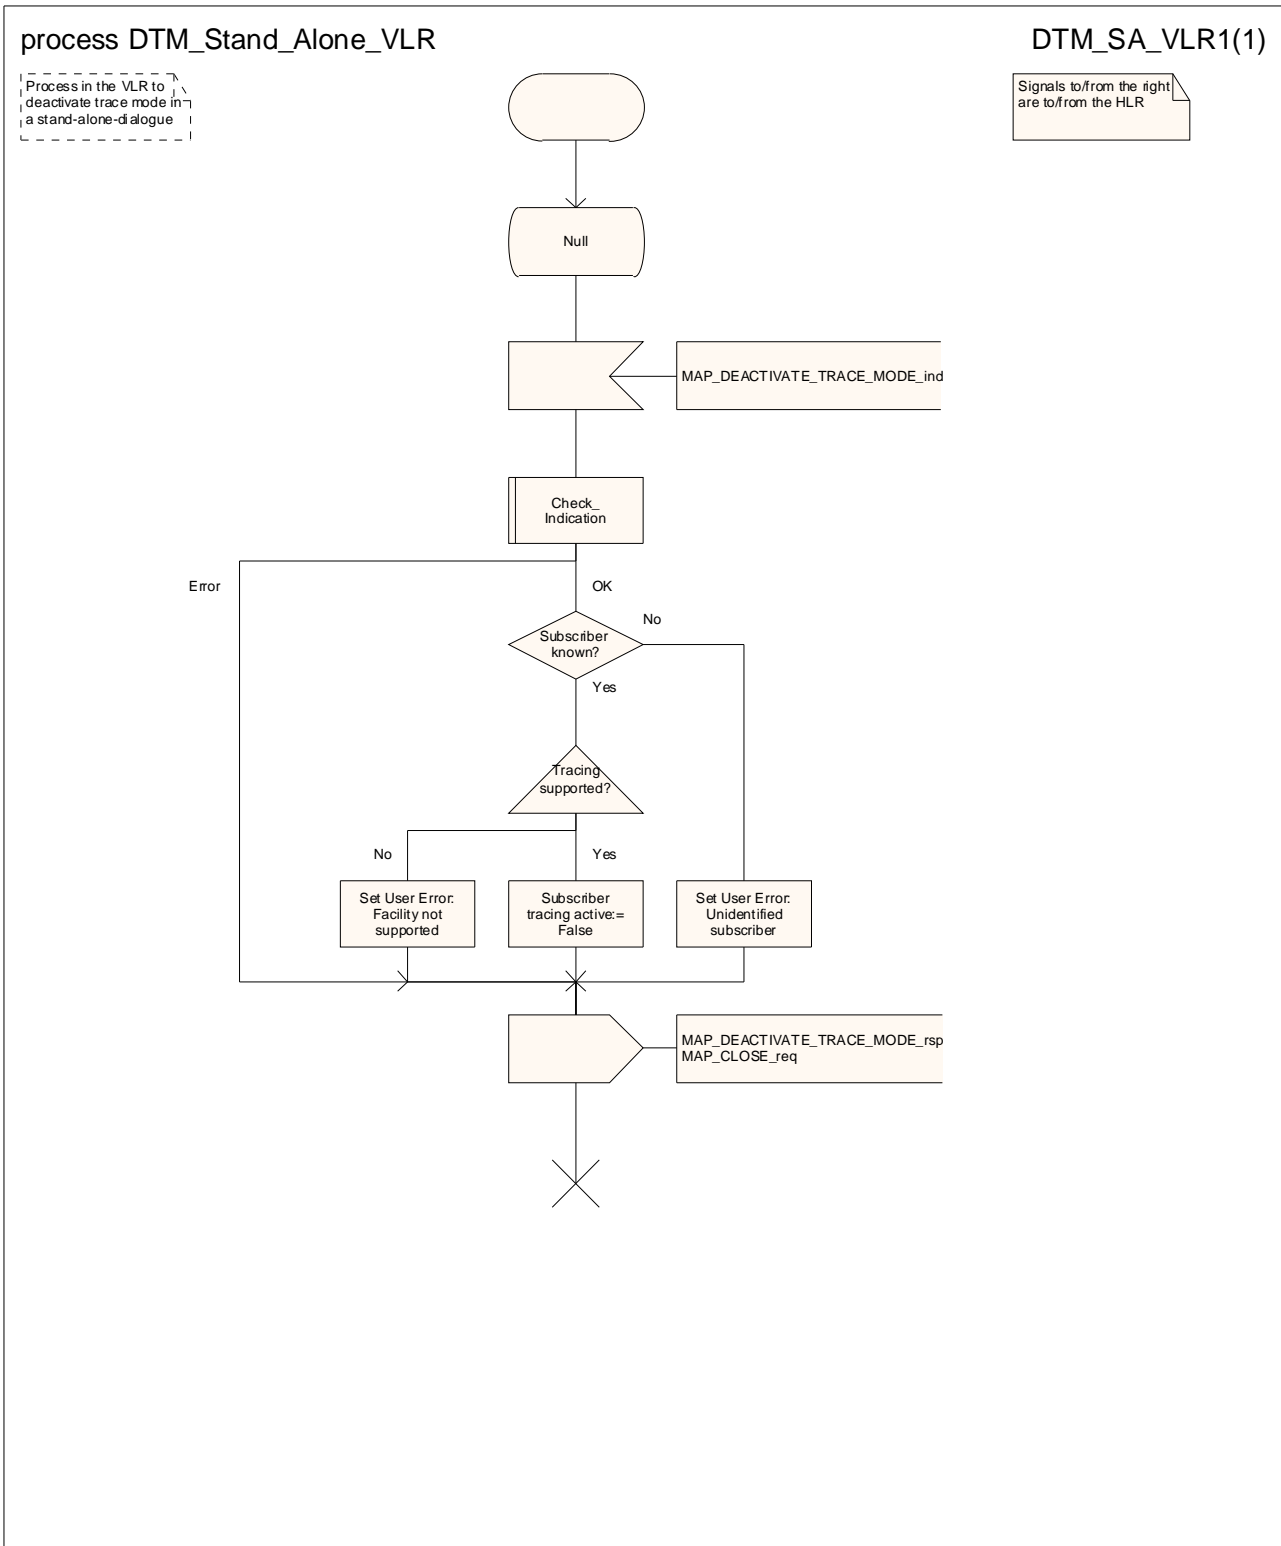 process DTM_Stand_Alone_VLR
DTM_SA_VLR1(1)
Process in the VLR to
deactivate trace mode in
a stand-alone-dialogue
Signals to/from the right
are to/from the HLR
Null
MAP_DEACTIVATE_TRACE_MODE_ind
Check_
Indication
Error
OK
No
Subscriber
known?
Yes
Tracing
supported?
No
Yes
Set User Error:
Facility not
supported
Subscriber
tracing active:=
False
Set User Error:
Unidentified
subscriber
MAP_DEACTIVATE_TRACE_MODE_rsp
MAP_CLOSE_req